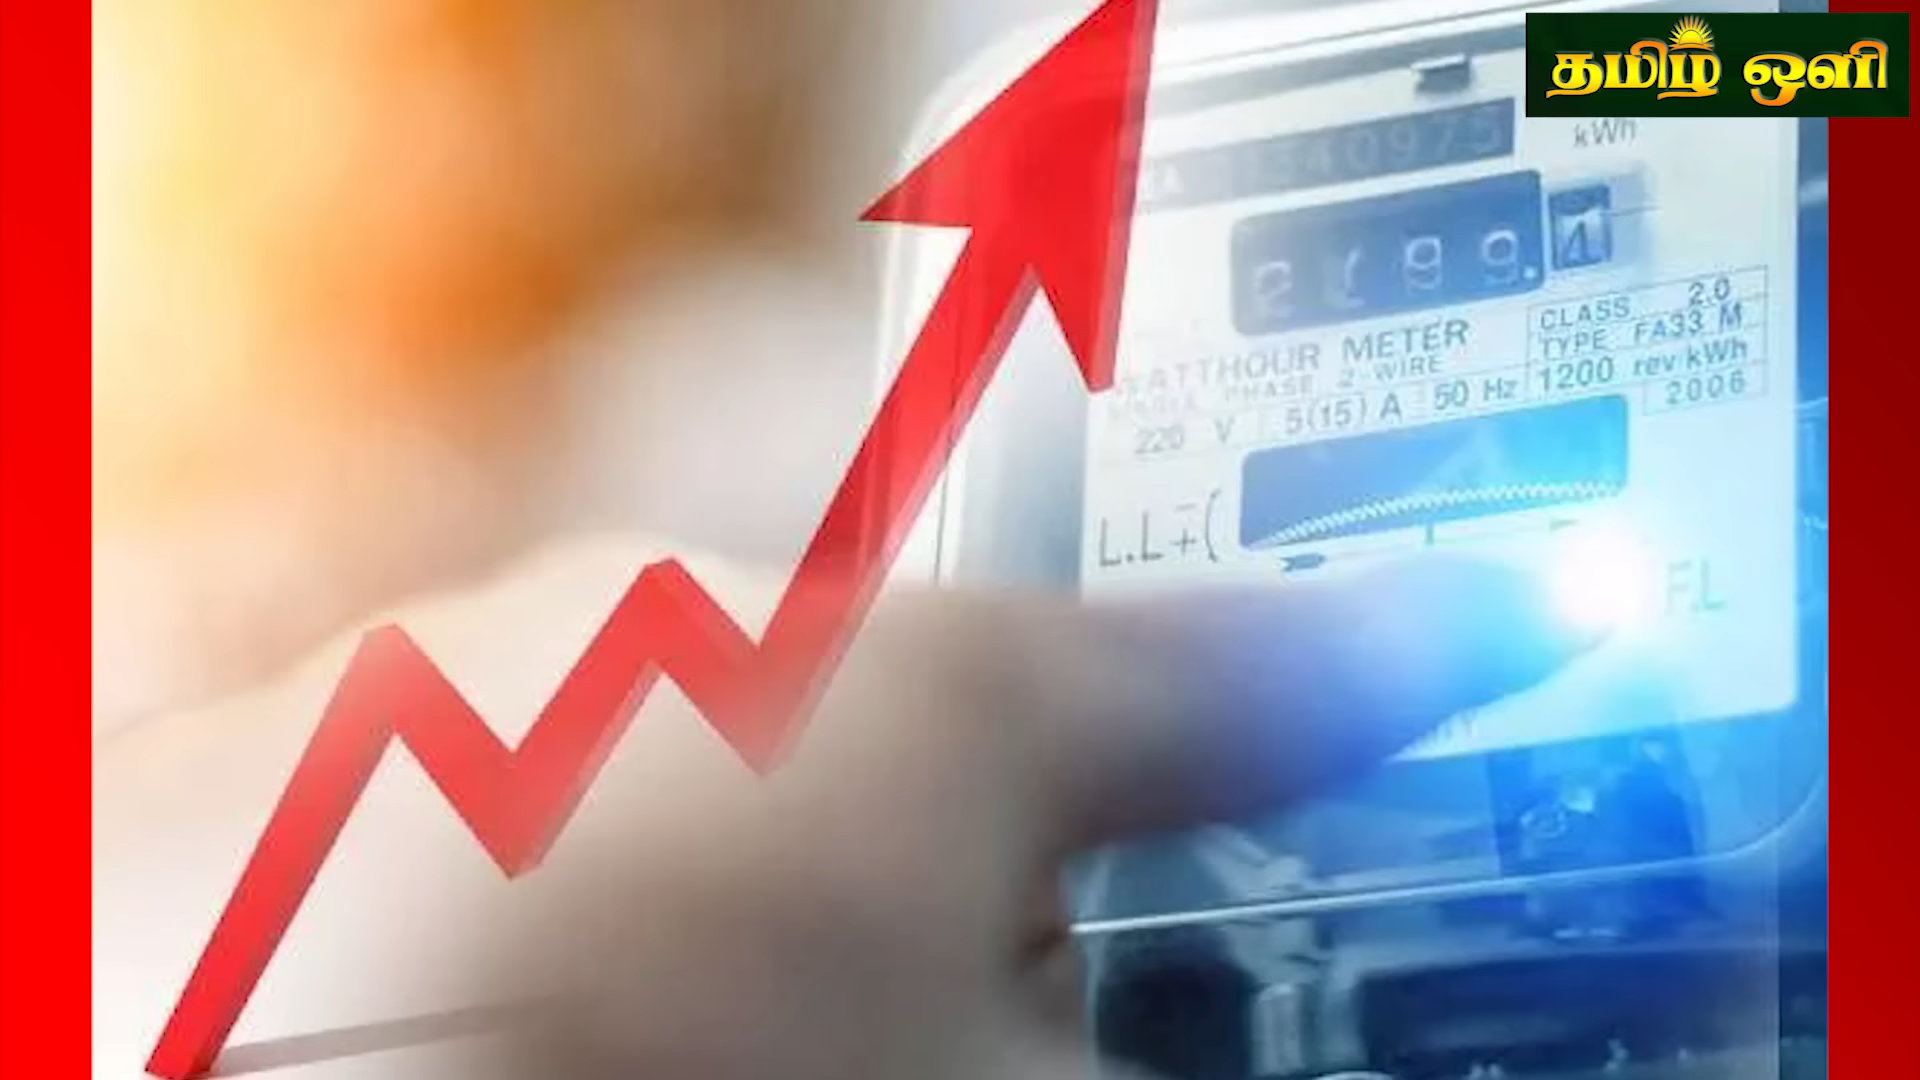 தமிழ் ஒளி
kWh
METER
2-WIRE
CLASS 2.0
TYPE FA33 M
220 V 5(15) A 50 Hz 1200 rev kWh
2006
F.L